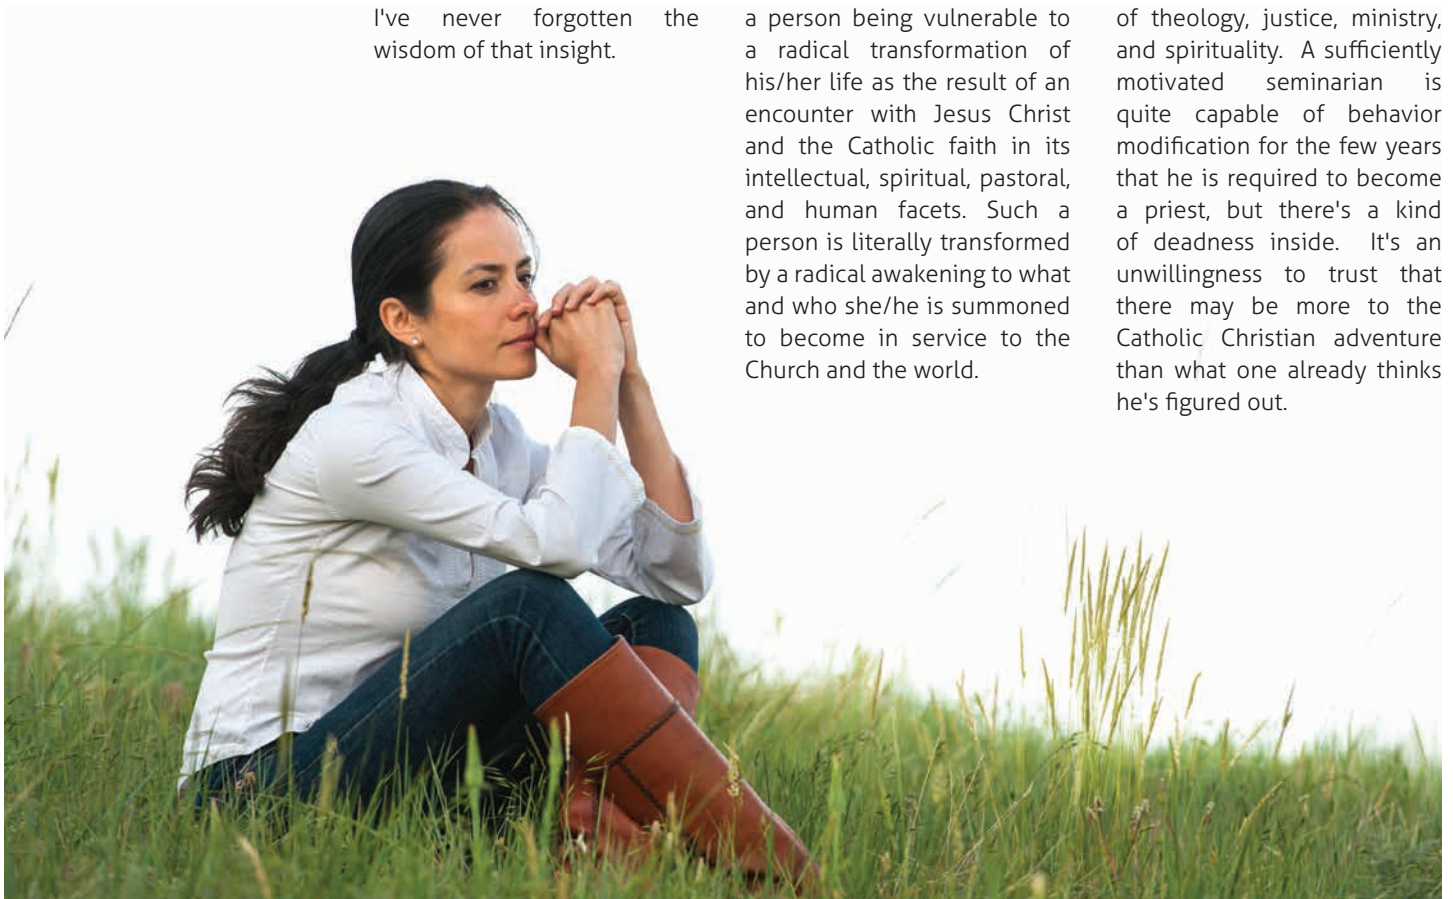 I've never forgotten the
wisdom of that insight.
a person being vulnerable to
a radical transformation of
his/her life as the result of an
encounter with Jesus Christ
and the Catholic faith in its
intellectual, spiritual, pastoral,
and human facets. Such a
person is literally transformed
by a radical awakening to what
and who she/he is summoned
to become in service to the
Church and the world.
of theology, justice, ministry,
and spirituality. A sufficiently
motivated seminarian is
quite capable of behavior
modification for the few years
that he is required to become
a priest, but there's a kind
of deadness inside. It's an
unwillingness to trust that
there may be more to the
Catholic Christian adventure
than what one already thinks
he's figured out.